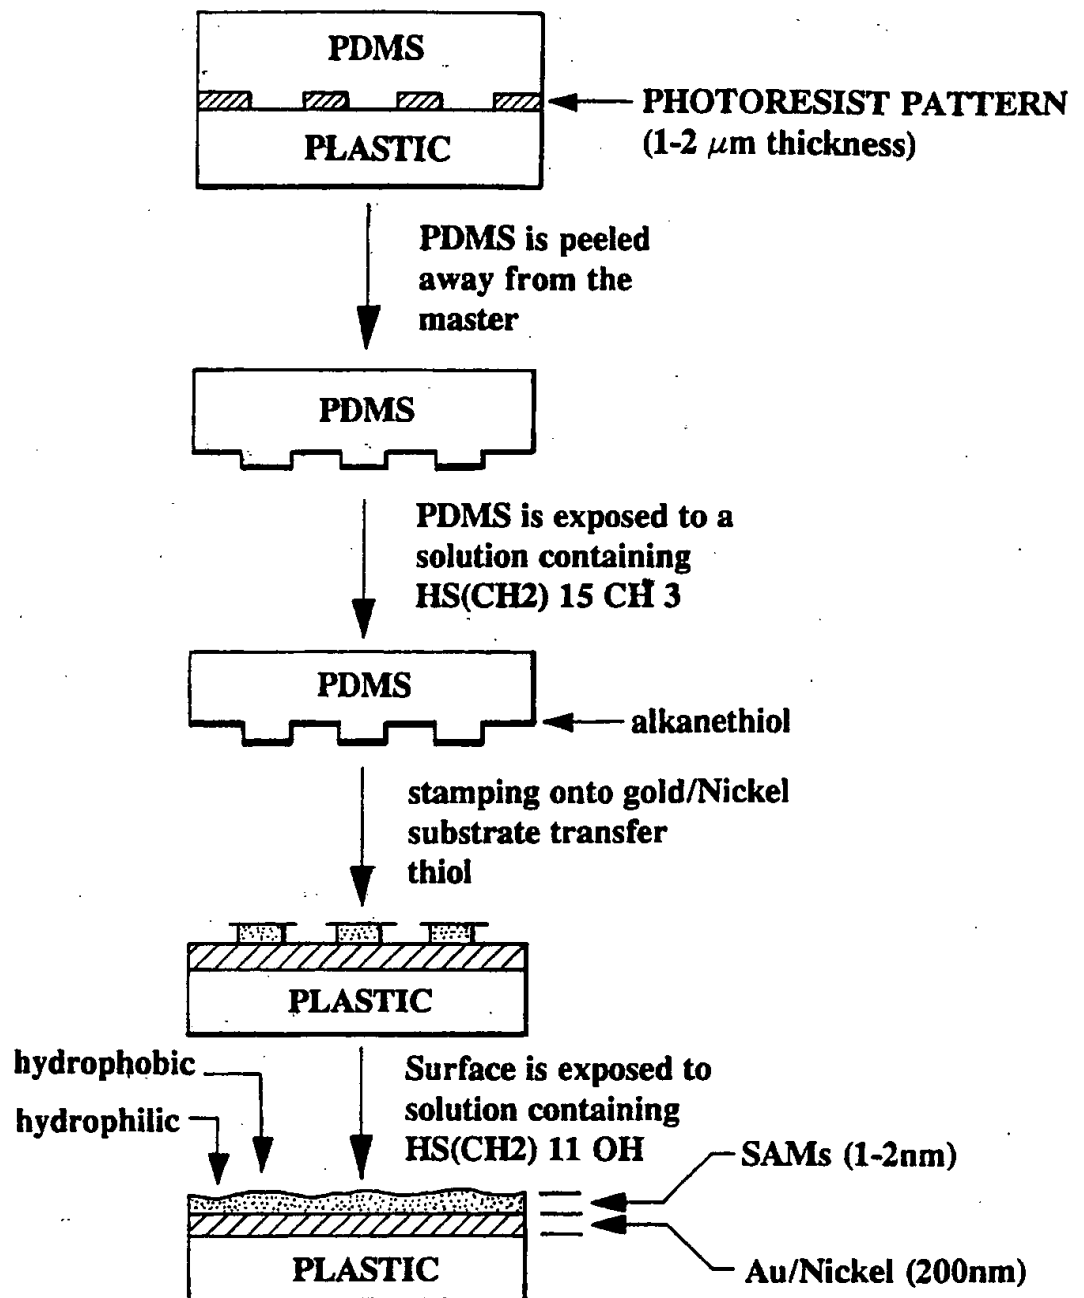 PDMS
PHOTORESIST PATTERN
(1-2 μm thickness)
PLASTIC
PDMS is peeled
away from the
master
PDMS
PDMS is exposed to a
solution containing
HS(CH2) 15 CH 3
PDMS
alkanethiol
stamping onto gold/Nickel
substrate transfer
thiol
PLASTIC
hydrophobic
hydrophilic
Surface is exposed to
solution containing
HS(CH2) 11 OH
SAMs (1-2nm)
PLASTIC
Au/Nickel (200nm)